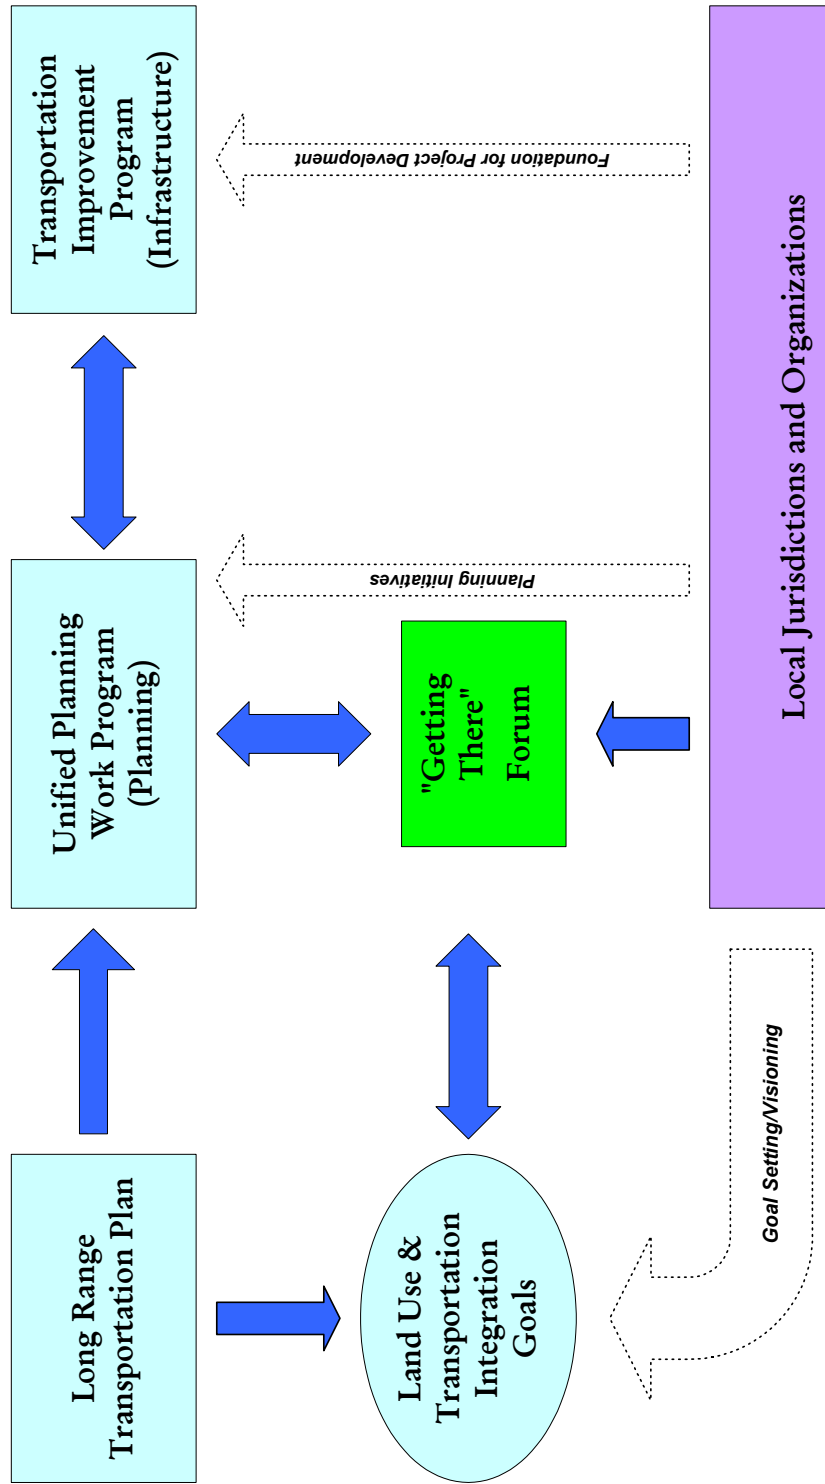 Long Range
Transportation Plan
Unified Planning
Work Program
(Planning)
Transportation
Improvement
Program
(Infrastructure)
Land Use &
Transportation
Integration
Goals
"Getting
There"
Forum
Planning Initiatives
Foundation for Project Development
Goal Setting/Visioning
Local Jurisdictions and Organizations